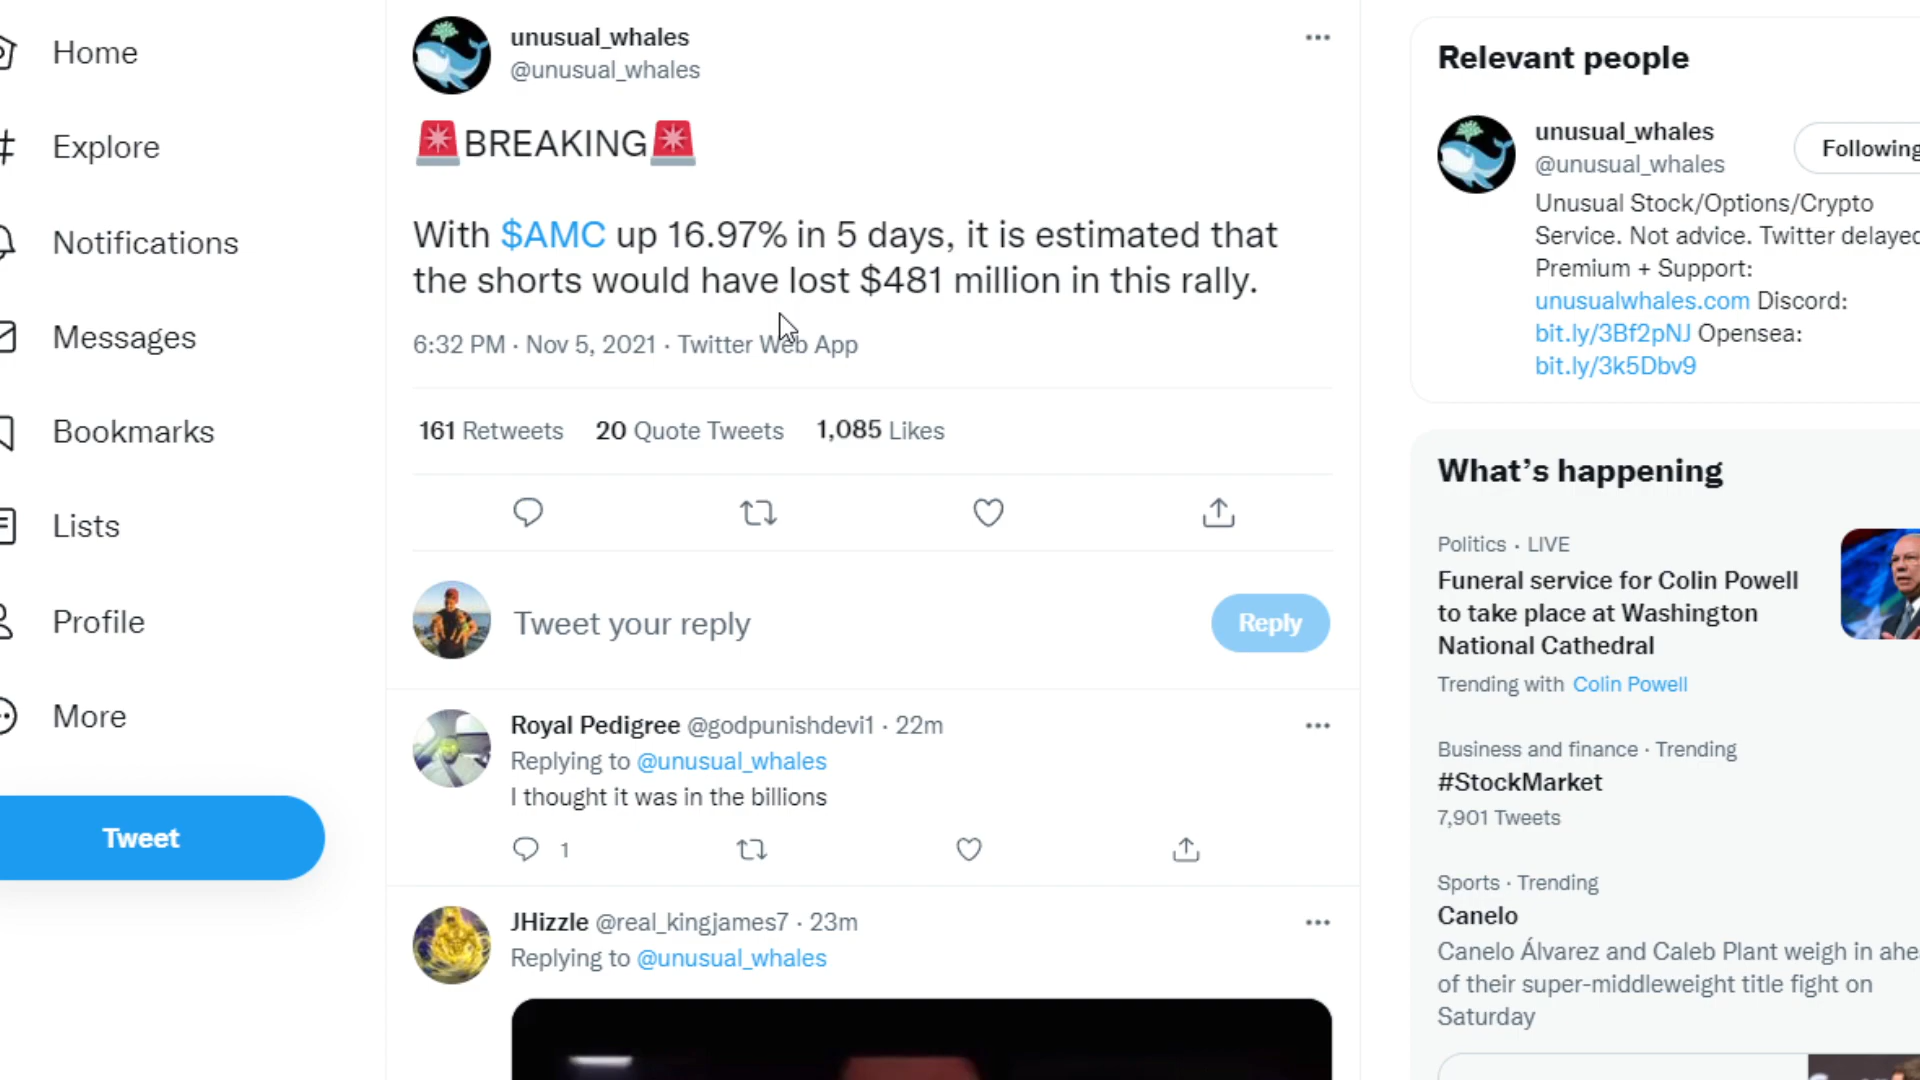 Home
Explore
Notifications
Messages
Bookmarks
Lists
Profile
More
Tweet
unusual_whales
@unusual_whales
BREAKING
With $AMC up 16.97% in 5 days, it is estimated that
the shorts would have lost $481 million in this rally.
6:32 PM · Nov 5, 2021 · Twitter Web App
161 Retweets 20 Quote Tweets 1,085 Likes
Tweet your reply
Reply
Royal Pedigree @godpunishdevi1 · 22m
Replying to @unusual_whales
I thought it was in the billions
1
JHizzle @real_kingjames7 · 23m
Replying to @unusual_whales
Relevant people
unusual_whales
@unusual_whales
Following
Unusual Stock/Options/Crypto
Service. Not advice. Twitter delayed
Premium + Support:
unusualwhales.com Discord:
bit.ly/3Bf2pNJ Opensea:
bit.ly/3k5Dbv9
What's happening
Politics · LIVE
Funeral service for Colin Powell
to take place at Washington
National Cathedral
Trending with Colin Powell
Business and finance · Trending
#StockMarket
7,901 Tweets
Sports · Trending
Canelo
Canelo Álvarez and Caleb Plant weigh in ahe
of their super-middleweight title fight on
Saturday